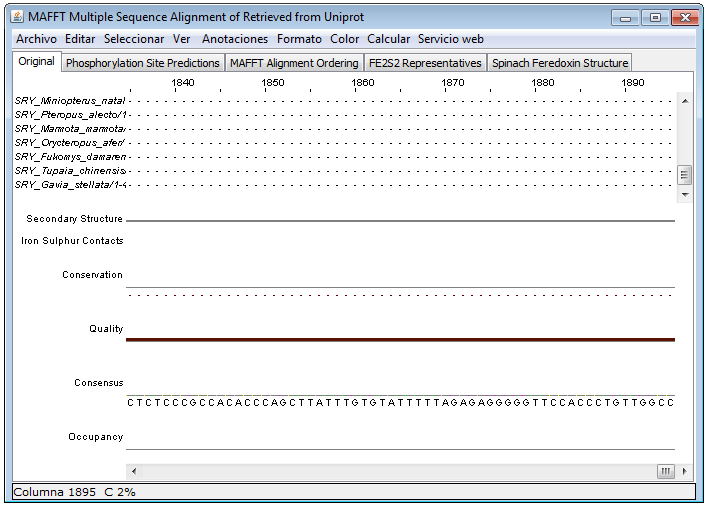 MAFFT Multiple Sequence Alignment of Retrieved from Uniprot
Archivo Editar Seleccionar Ver Anotaciones Formato Color Calcular Servicio web
Original Phosphorylation Site Predictions MAFFT Alignment Ordering FE2S2 Representatives Spinach Feredoxin Structure
1840 1850 1860 1870 1880 1890
SRY_Miniopterus_natal
SRY_Pteropus_alecto/1
SRY_Marmota_marmota/
SRY_Orycteropus_afer/
SRY_Fukomys_damaren
SRY_Tupaia_chinensis
SRY_Gavia_stellata/1-4
Secondary Structure
Iron Sulphur Contacts
Conservation
Quality
Consensus
CTCTCCCGCCACACCCAGCTTATTTGTGTATTTTTAGAGAGGGGGTTCCACCCTGTTGGCC
Occupancy
Columna 1895 C 2%